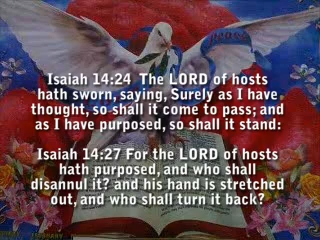 Isaiah 14:24 The LORD of hosts
hath sworn, saying, Surely as I have
thought, so shall it come to pass; and
as I have purposed, so shall it stand:
Isaiah 14:27 For the LORD of hosts
hath purposed, and who shall
disannul it? and his hand is stretched
out, and who shall turn it back?